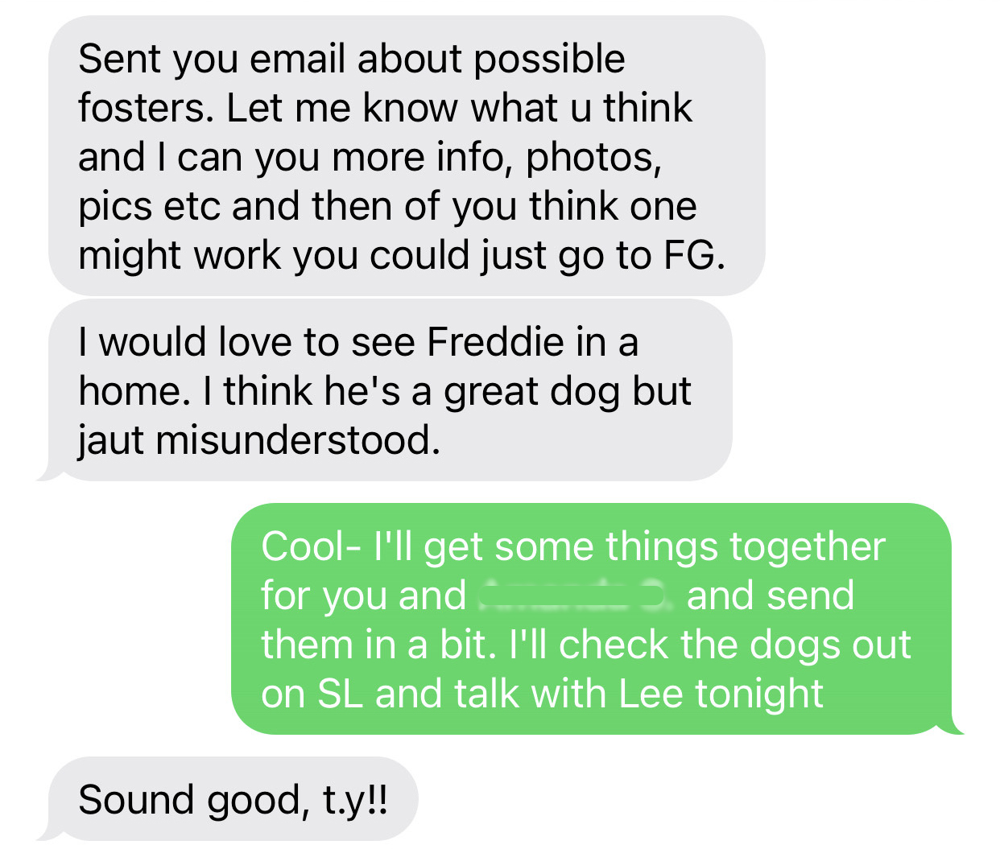 Sent you email about possible
fosters. Let me know what u think
and I can you more info, photos,
pics etc and then of you think one
might work you could just go to FG.
I would love to see Freddie in a
home. I think he's a great dog but
jaut misunderstood.
Cool- I'll get some things together
for you and and send
them in a bit. I'll check the dogs out
on SL and talk with Lee tonight
Sound good, t.y!!